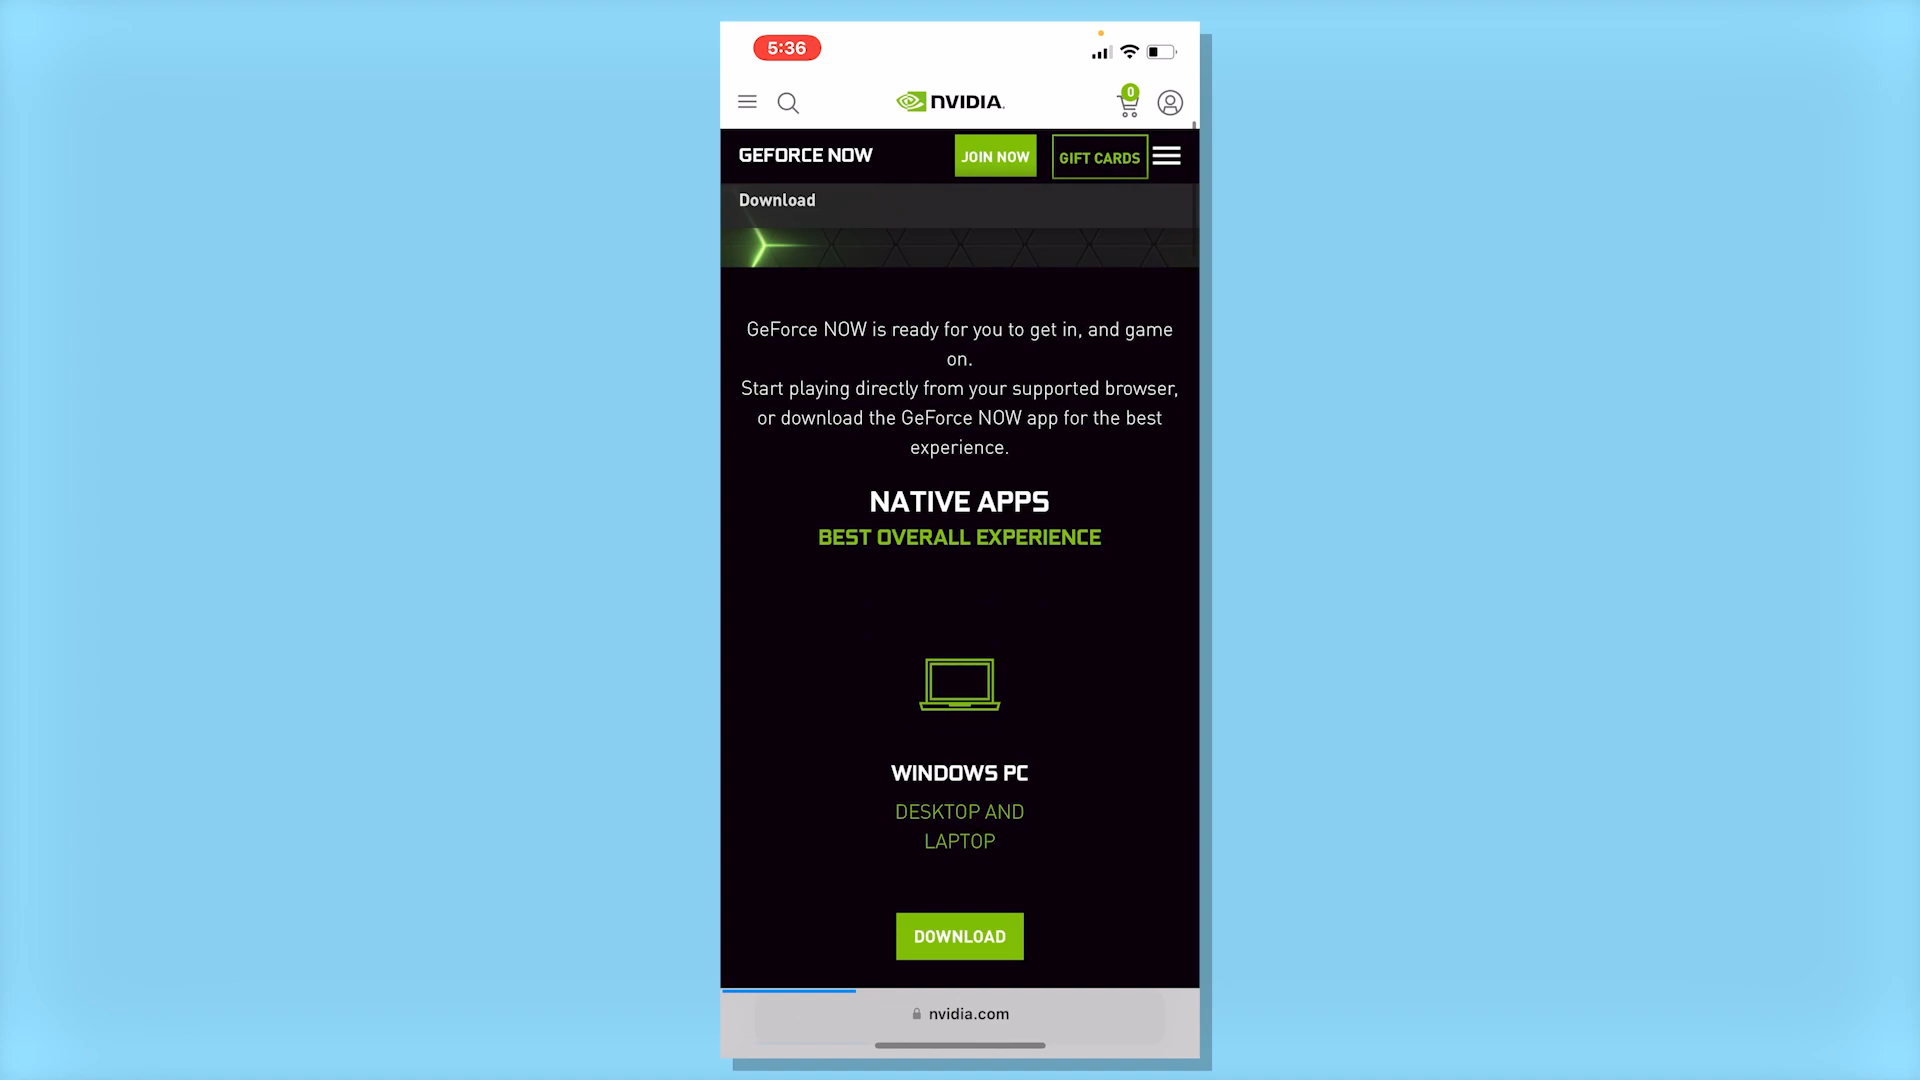 5:36
0
NVIDIA.
GEFORCE NOW
JOIN NOW
GIFT CARDS
Download
GeForce NOW is ready for you to get in, and game
on.
Start playing directly from your supported browser,
or download the GeForce NOW app for the best
experience.
NATIVE APPS
BEST OVERALL EXPERIENCE
WINDOWS PC
DESKTOP AND
LAPTOP
DOWNLOAD
nvidia.com